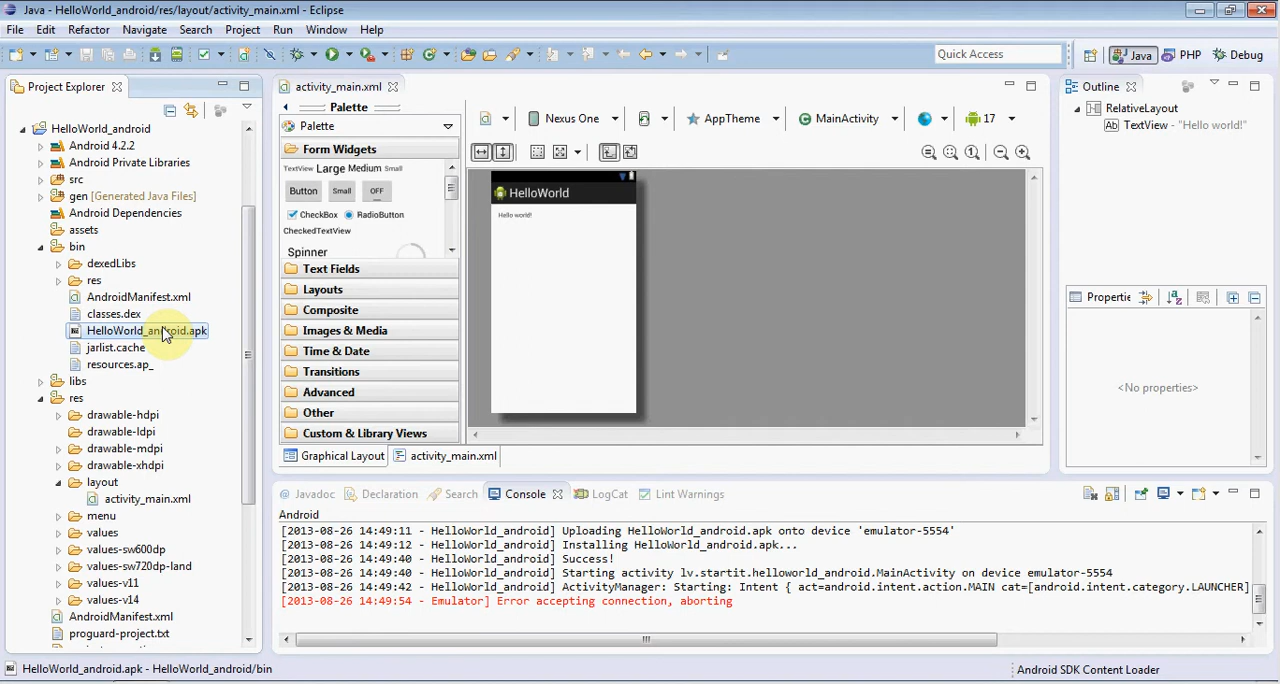 Java - HelloWorld_android/res/layout/activity_main.xml - Eclipse
File Edit Refactor Navigate Search Project Run Window Help
Quick Access
Java
PHP
Debug
Project Explorer
HelloWorld_android
Android 4.2.2
Android Private Libraries
src
gen [Generated Java Files]
Android Dependencies
assets
bin
dexedLibs
res
AndroidManifest.xml
classes.dex
HelloWorld_android.apk
jarlist.cache
resources.ap_
libs
res
drawable-hdpi
drawable-ldpi
drawable-mdpi
drawable-xhdpi
layout
activity_main.xml
menu
values
values-sw600dp
values-sw720dp-land
values-v11
values-v14
AndroidManifest.xml
proguard-project.txt
activity_main.xml
Palette
Palette
Form Widgets
TextView Large Medium Small
Button Small OFF
CheckBox RadioButton
CheckedTextView
Spinner
Text Fields
Layouts
Composite
Images & Media
Time & Date
Transitions
Advanced
Other
Custom & Library Views
Nexus One
AppTheme
MainActivity
17
HelloWorld
Hello world!
Graphical Layout
activity_main.xml
Outline
RelativeLayout
Ab TextView - "Hello world!"
Properties
<No properties>
@ Javadoc
Declaration
Search
Console
LogCat
Lint Warnings
Android
[2013-08-26 14:49:11 - HelloWorld_android] Uploading HelloWorld_android.apk onto device 'emulator-5554'
[2013-08-26 14:49:12 - HelloWorld_android] Installing HelloWorld_android.apk...
[2013-08-26 14:49:40 - HelloWorld_android] Success!
[2013-08-26 14:49:40 - HelloWorld_android] Starting activity lv.startit.helloworld_android.MainActivity on device emulator-5554
[2013-08-26 14:49:42 - HelloWorld_android] ActivityManager: Starting: Intent { act=android.intent.action.MAIN cat=[android.intent.category.LAUNCHER]
[2013-08-26 14:49:54 - Emulator] Error accepting connection, aborting
HelloWorld_android.apk - HelloWorld_android/bin
Android SDK Content Loader